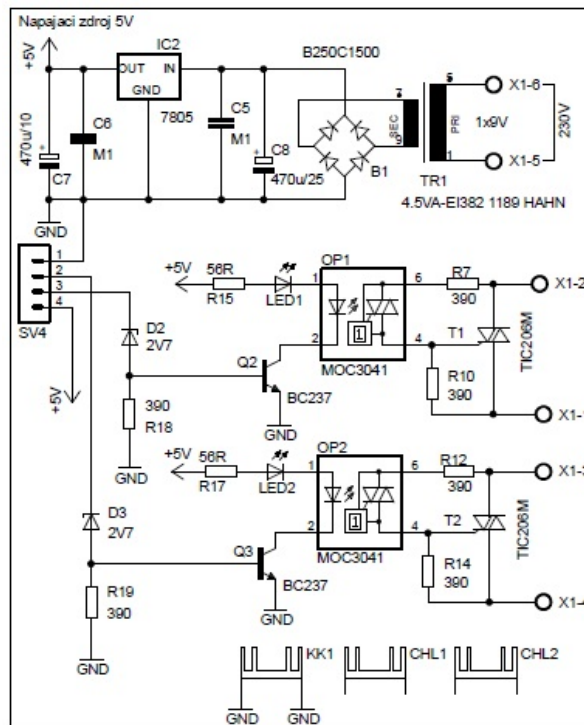 Napajaci zdroj 5V
+5V
IC2
OUT IN
GND
7805
B250C1500
470u/10
C7
C6
M1
C5
M1
C8
470u/25
B1
7
9
SEC
PRI
5
1
TR1
X1-6
1x9V
230V
X1-5
4.5VA-EI382 1189 HAHN
GND
1
2
3
4
SV4
+5V
D2
2V7
390
R18
GND
+5V
56R
R15
LED1
Q2
BC237
GND
OP1
1
2
6
4
1
MOC3041
R7
390
T1
R10
390
TIC206M
X1-2
X1-1
D3
2V7
R19
390
GND
+5V
56R
R17
LED2
Q3
BC237
GND
OP2
1
2
6
4
1
MOC3041
R12
390
T2
R14
390
TIC206M
X1-3
X1-4
KK1
GND
GND
CHL1
CHL2